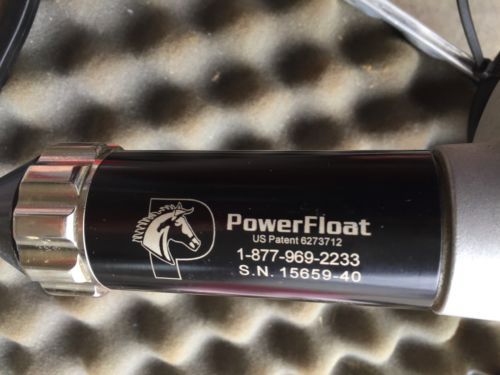 PowerFloat
US Patent 6273712
1-877-969-2233
S.N. 15659-40